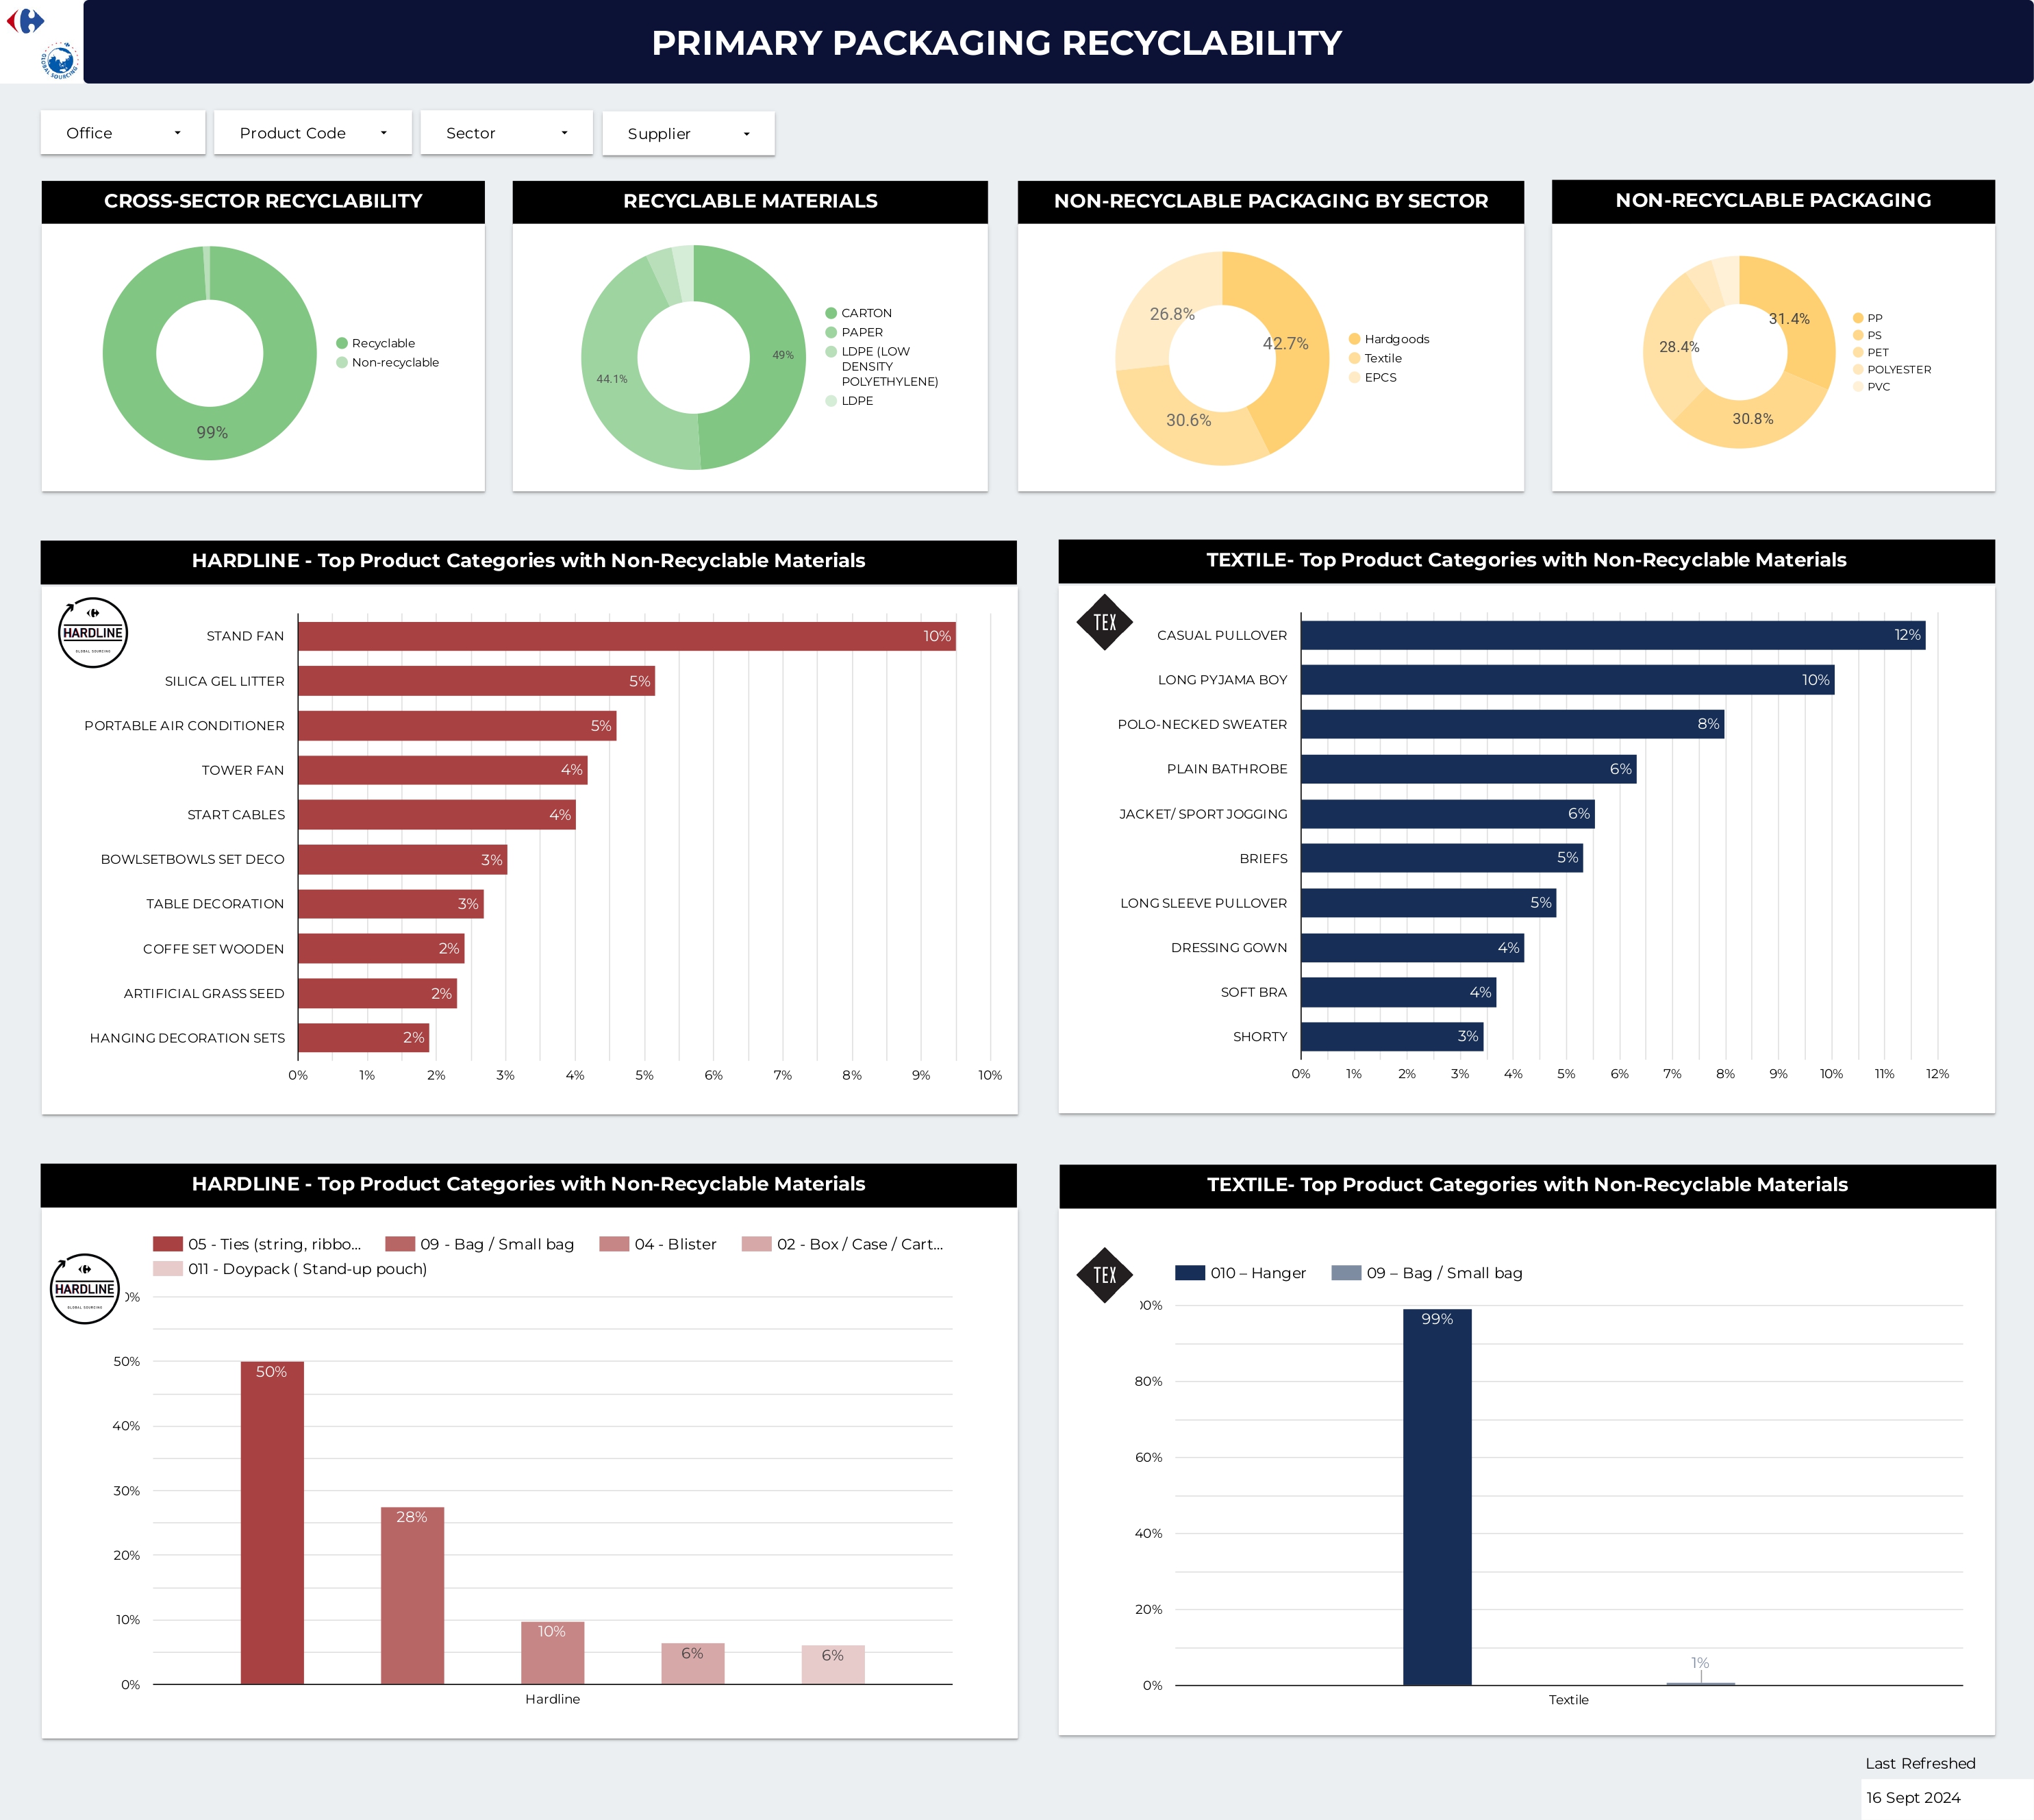 PRIMARY PACKAGING RECYCLABILITY
GLOBAL SOURCING
Office
Product Code
Sector
Supplier
CROSS-SECTOR RECYCLABILITY
99%
Recyclable
Non-recyclable
RECYCLABLE MATERIALS
49%
44.1%
CARTON
PAPER
LDPE (LOW
DENSITY
POLYETHYLENE)
LDPE
NON-RECYCLABLE PACKAGING BY SECTOR
26.8%
42.7%
30.6%
Hardgoods
Textile
EPCS
NON-RECYCLABLE PACKAGING
31.4%
28.4%
30.8%
PP
PS
PET
POLYESTER
PVC
HARDLINE - Top Product Categories with Non-Recyclable Materials
HARDLINE
GLOBAL SOURCING
STAND FAN 10%
SILICA GEL LITTER 5%
PORTABLE AIR CONDITIONER 5%
TOWER FAN 4%
START CABLES 4%
BOWLSETBOWLS SET DECO 3%
TABLE DECORATION 3%
COFFE SET WOODEN 2%
ARTIFICIAL GRASS SEED 2%
HANGING DECORATION SETS 2%
0% 1% 2% 3% 4% 5% 6% 7% 8% 9% 10%
TEXTILE- Top Product Categories with Non-Recyclable Materials
TEX
CASUAL PULLOVER 12%
LONG PYJAMA BOY 10%
POLO-NECKED SWEATER 8%
PLAIN BATHROBE 6%
JACKET/ SPORT JOGGING 6%
BRIEFS 5%
LONG SLEEVE PULLOVER 5%
DRESSING GOWN 4%
SOFT BRA 4%
SHORTY 3%
0% 1% 2% 3% 4% 5% 6% 7% 8% 9% 10% 11% 12%
HARDLINE - Top Product Categories with Non-Recyclable Materials
05 - Ties (string, ribbo... 09 - Bag / Small bag 04 - Blister 02 - Box / Case / Cart...
011 - Doypack ( Stand-up pouch)
HARDLINE
GLOBAL SOURCING
0%
50%
40%
30%
20%
10%
0%
50%
28%
10%
6%
6%
Hardline
TEXTILE- Top Product Categories with Non-Recyclable Materials
TEX
010 – Hanger 09 – Bag / Small bag
00%
80%
60%
40%
20%
0%
99%
1%
Textile
Last Refreshed
16 Sept 2024